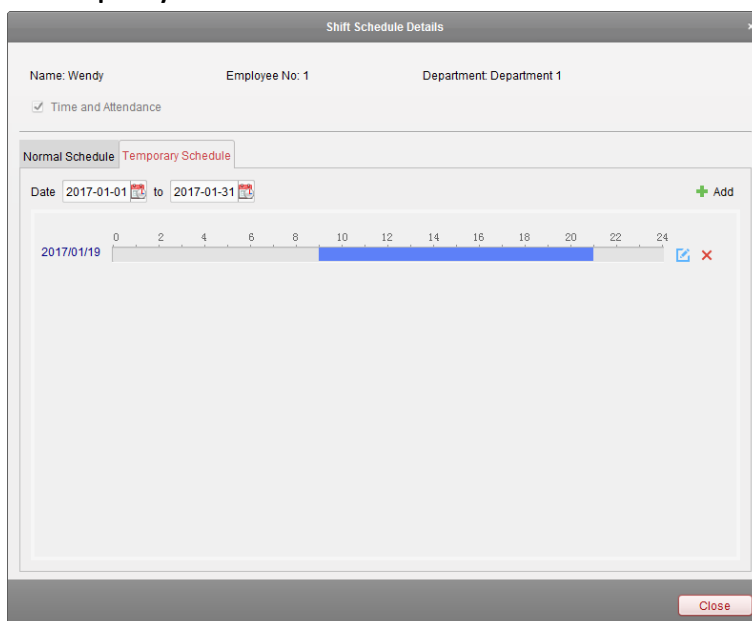 Shift Schedule Details
Name: Wendy Employee No: 1 Department: Department 1
Time and Attendance
Normal Schedule Temporary Schedule
Date 2017-01-01 to 2017-01-31 Add
0 2 4 6 8 10 12 14 16 18 20 22 24
2017/01/19
Close